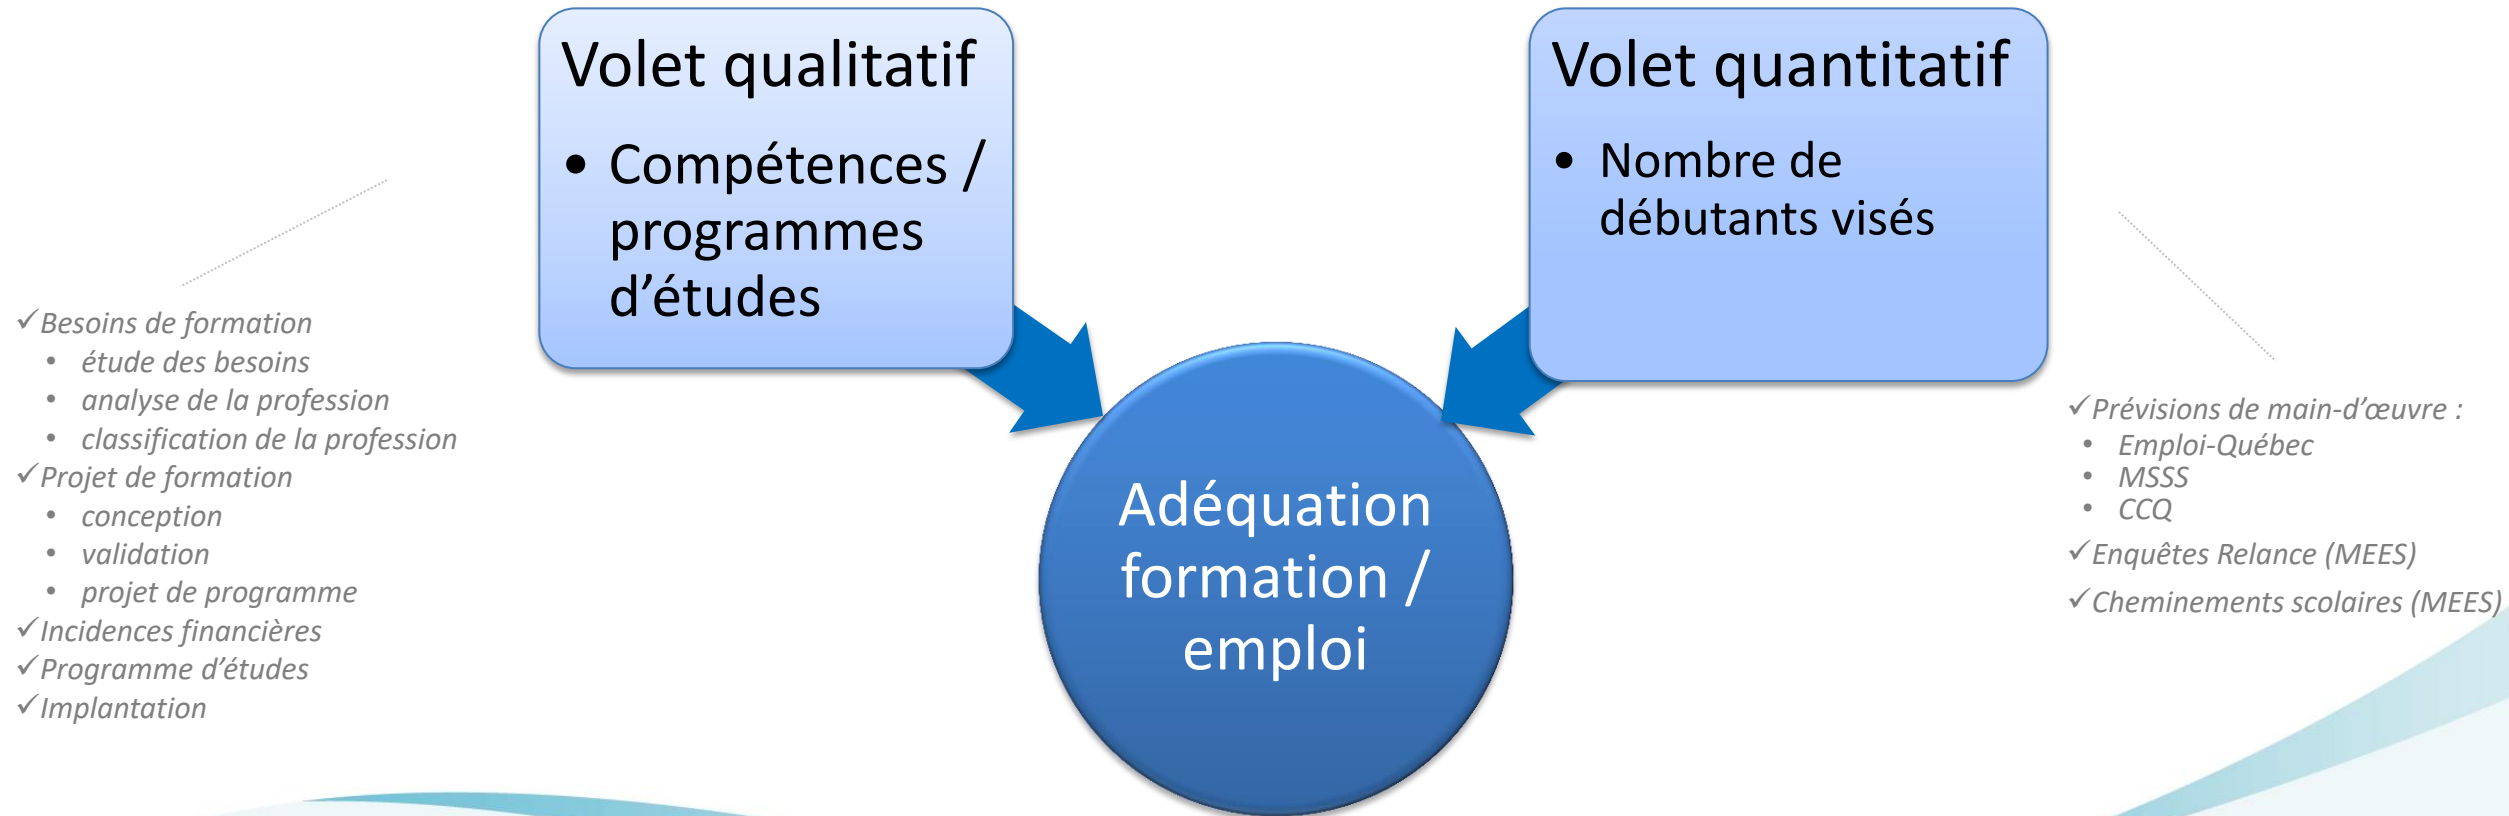 Volet qualitatif
• Compétences /
programmes
d’études
Volet quantitatif
• Nombre de
débutants visés
✓Besoins de formation
• étude des besoins
• analyse de la profession
• classification de la profession
✓Projet de formation
• conception
• validation
• projet de programme
✓Incidences financières
✓Programme d’études
✓Implantation
Adéquation
formation /
emploi
✓Prévisions de main-d’œuvre :
• Emploi-Québec
• MSSS
• CCQ
✓Enquêtes Relance (MEES)
✓Cheminements scolaires (MEES)